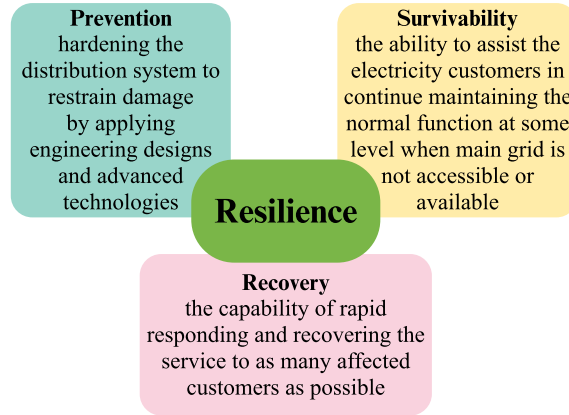 Prevention
hardening the
distribution system to
restrain damage
by applying
engineering designs
and advanced
technologies
Survivability
the ability to assist the
electricity customers in
continue maintaining the
normal function at some
level when main grid is
not accessible or
available
Resilience
Recovery
the capability of rapid
responding and recovering the
service to as many affected
customers as possible